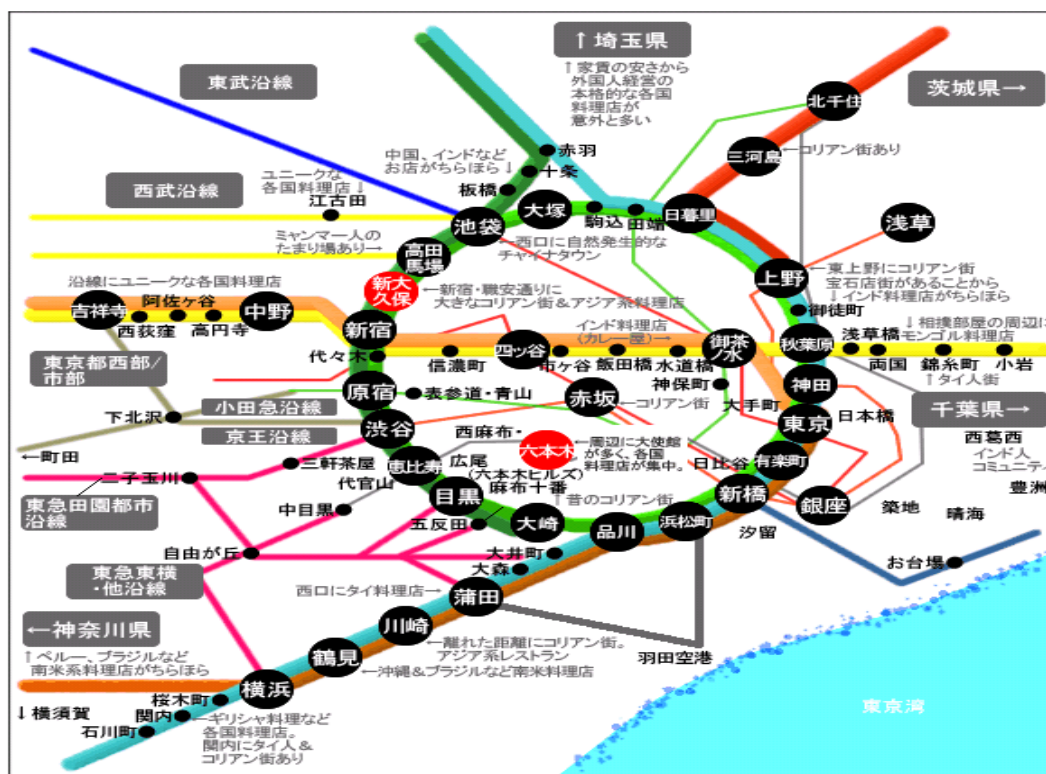 ↑埼玉県
東武沿線
↑家賃の安さから
外国人経営の
本格的な各国
料理店が
意外と多い
茨城県→
北千住
三河島
←コリアン街あり
中国、インドなど
お店がちらほら↓
赤羽
十条
板橋
ユニークな
各国料理店↓
西武沿線
江古田
池袋
大塚
駒込
田端
日暮里
浅草
ミャンマー人の
たまり場あり→
高田
馬場
←西口に自然発生的な
チャイナタウン
上野
←東上野にコリアン街
宝石店街があることから
↓インド料理店がちらほら
沿線にユニークな各国料理店
新大
久保
←新宿・職安通りに
大きなコリアン街&アジア系料理店
御徒町
吉祥寺
阿佐ヶ谷
西荻窪
高円寺
中野
新宿
インド料理店
(カレー屋)→
↓相撲部屋の周辺に
モンゴル料理店
浅草橋
代々木
信濃町
四ッ谷
市ヶ谷
飯田橋
水道橋
御茶
ノ水
秋葉原
両国
錦糸町
小岩
↑タイ人街
東京都西部/
市部
神保町
神田
原宿
表参道・青山
赤坂
←コリアン街
大手町
日本橋
千葉県→
小田急沿線
下北沢
渋谷
東京
京王沿線
西麻布・
六本木
←周辺に大使館
が多く、各国
料理店が集中。
西葛西
インド人
コミュニティ
←町田
三軒茶屋
恵比寿
広尾
(六本木ヒルズ)
日比谷
有楽町
二子玉川
代官山
麻布十番
豊洲
東急田園都市
沿線
目黒
↑昔のコリアン街
新橋
銀座
築地
晴海
中目黒
五反田
大崎
品川
浜松町
汐留
自由が丘
大井町
お台場
大森
東急東横
・他沿線
西口にタイ料理店→
蒲田
←神奈川県
川崎
←離れた距離にコリアン街。
アジア系レストラン
羽田空港
↑ペルー、ブラジルなど
南米系料理店がちらほら
鶴見
←沖縄&ブラジルなど南米料理店
横浜
桜木町
東京湾
↓横須賀
関内
←ギリシャ料理など
各国料理店。
関内にタイ人&
コリアン街あり
石川町